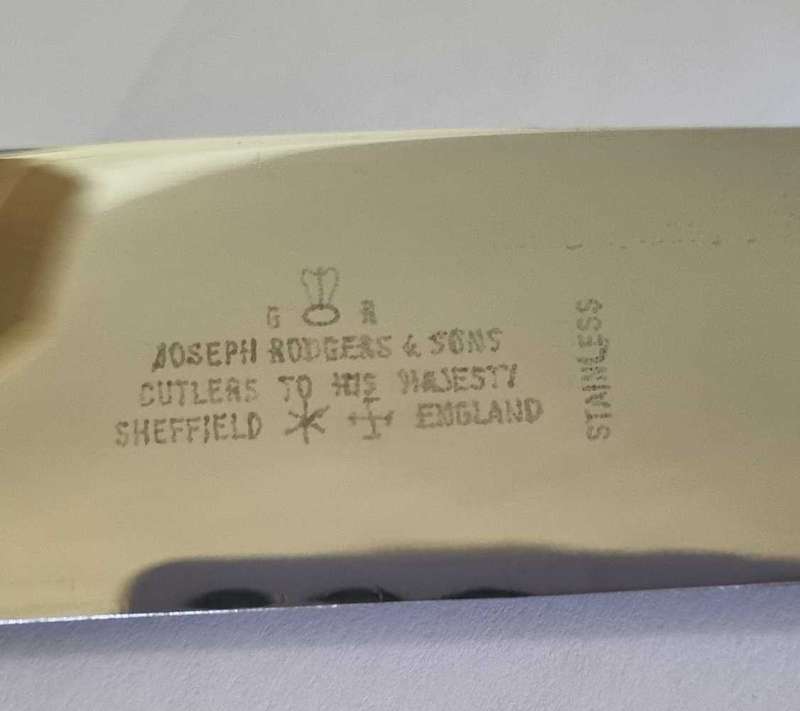 G R
JOSEPH RODGERS & SONS
CUTLERS TO HIS MAJESTY
SHEFFIELD ENGLAND
STAINLESS